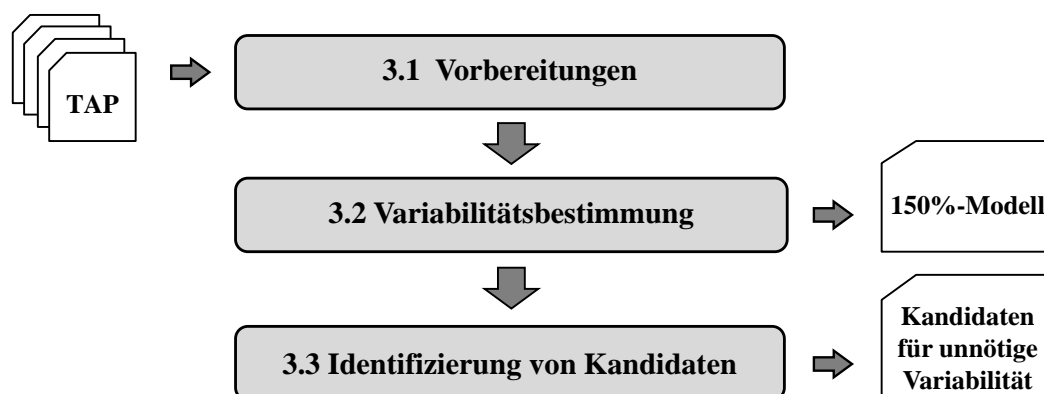 TAP
3.1 Vorbereitungen
3.2 Variabilitätsbestimmung
150%-Modell
3.3 Identifizierung von Kandidaten
Kandidaten
für unnötige
Variabilität